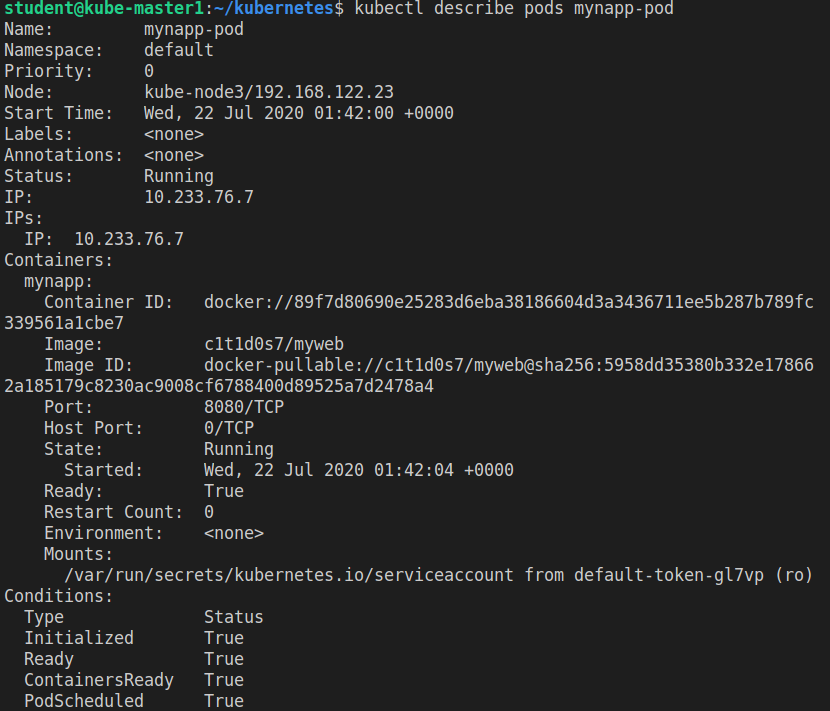 student@kube-master1:~/kubernetes$ kubectl describe pods mynapp-pod
Name:         mynapp-pod
Namespace:    default
Priority:     0
Node:         kube-node3/192.168.122.23
Start Time:   Wed, 22 Jul 2020 01:42:00 +0000
Labels:       <none>
Annotations:  <none>
Status:       Running
IP:           10.233.76.7
IPs:
  IP:  10.233.76.7
Containers:
  mynapp:
    Container ID:   docker://89f7d80690e25283d6eba38186604d3a3436711ee5b287b789fc
339561a1cbe7
    Image:          c1t1d0s7/myweb
    Image ID:       docker-pullable://c1t1d0s7/myweb@sha256:5958dd35380b332e17866
2a185179c8230ac9008cf6788400d89525a7d2478a4
    Port:           8080/TCP
    Host Port:      0/TCP
    State:          Running
      Started:      Wed, 22 Jul 2020 01:42:04 +0000
    Ready:          True
    Restart Count:  0
    Environment:    <none>
    Mounts:
      /var/run/secrets/kubernetes.io/serviceaccount from default-token-gl7vp (ro)
Conditions:
  Type              Status
  Initialized       True
  Ready             True
  ContainersReady   True
  PodScheduled      True